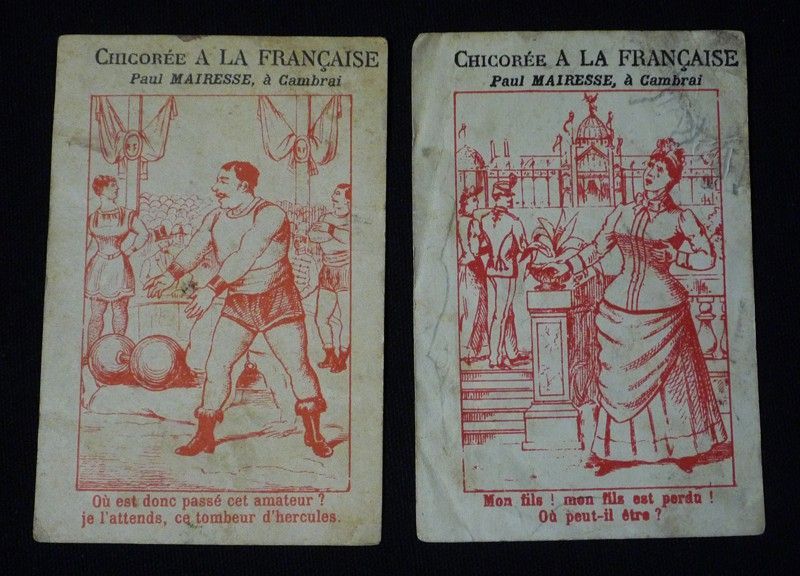 CHICORÉE A LA FRANÇAISE
Paul MAIRESSE, à Cambrai
Où est donc passé cet amateur ?
je l'attends, ce tombeur d'hercules.
CHICORÉE A LA FRANÇAISE
Paul MAIRESSE, à Cambrai
Mon fils ! mon fils est perdu !
Où peut-il être ?